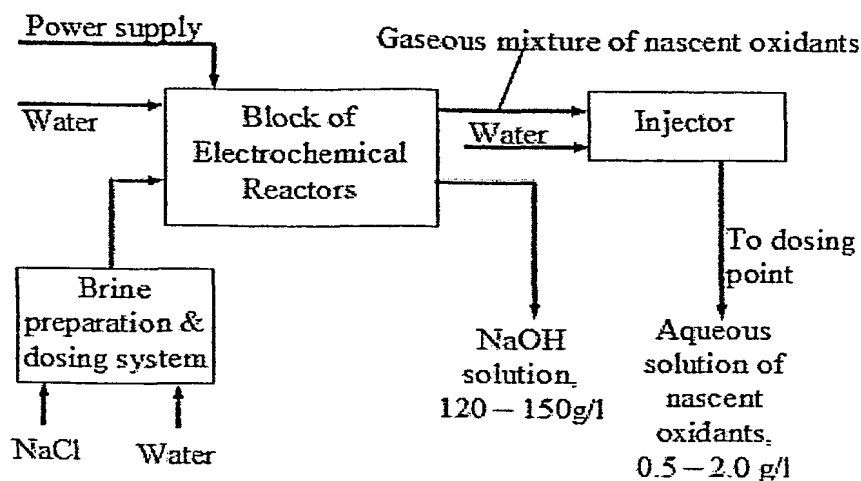 Power supply
Gaseous mixture of nascent oxidants
Water
Block of
Electrochemical
Reactors
Water
Injector
To dosing
point
Brine
preparation &
dosing system
NaCl
Water
NaOH
solution,
120 – 150g/l
Aqueous
solution of
nascent
oxidants,
0.5 – 2.0 g/l